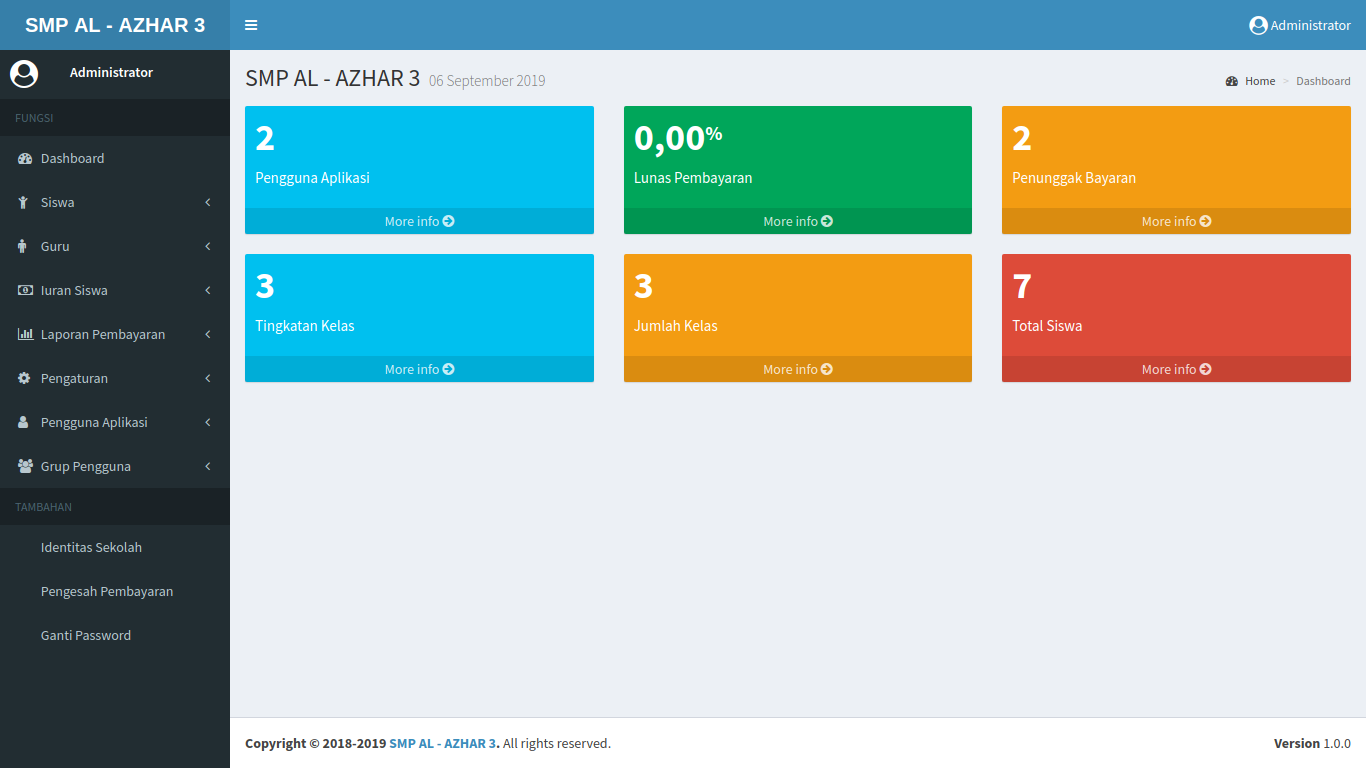 SMP AL - AZHAR 3
Administrator
Administrator
FUNGSI
Dashboard
Siswa
Guru
Iuran Siswa
Laporan Pembayaran
Pengaturan
Pengguna Aplikasi
Grup Pengguna
TAMBAHAN
Identitas Sekolah
Pengesah Pembayaran
Ganti Password
SMP AL - AZHAR 3 06 September 2019
Home > Dashboard
2
Pengguna Aplikasi
More info
0,00%
Lunas Pembayaran
More info
2
Penunggak Bayaran
More info
3
Tingkatan Kelas
More info
3
Jumlah Kelas
More info
7
Total Siswa
More info
Copyright © 2018-2019 SMP AL - AZHAR 3. All rights reserved.
Version 1.0.0